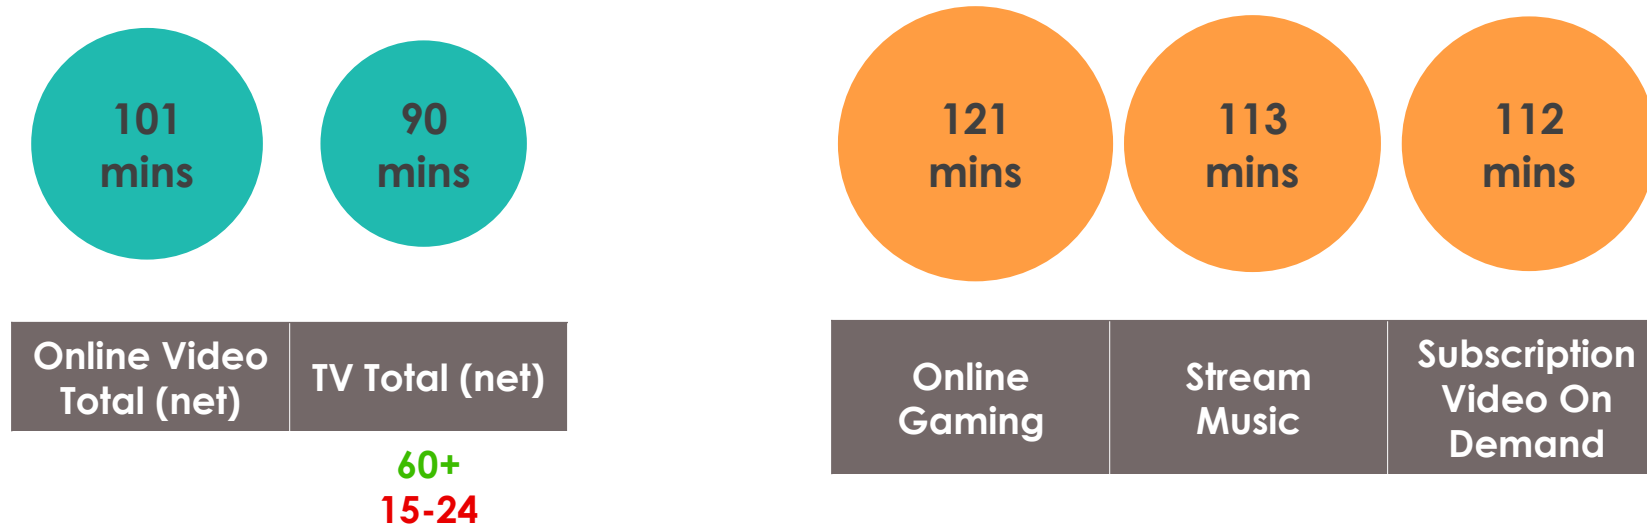 101
mins
90
mins
121
mins
113
mins
112
mins
Online Video
Total (net)
TV Total (net)
60+
15-24
Online
Gaming
Stream
Music
Subscription
Video On
Demand